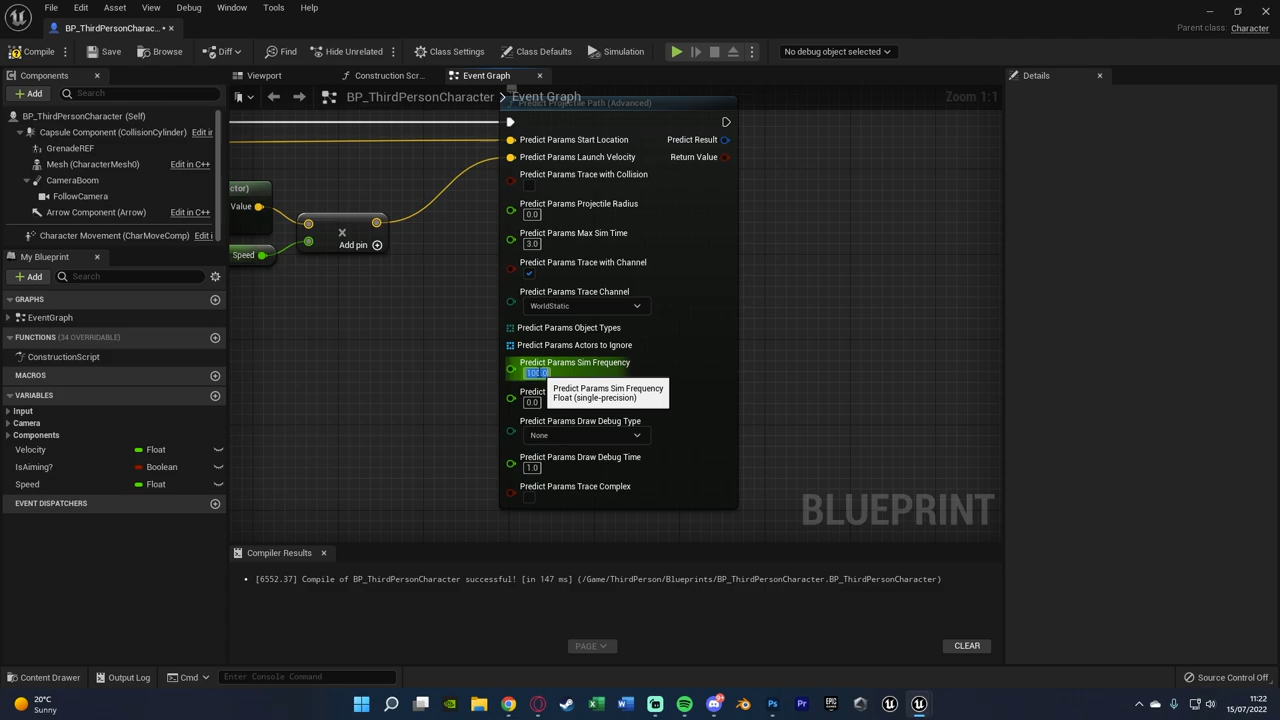 File Edit Asset View Debug Window Tools Help
BP_ThirdPersonCharac...
Parent class: Character
Compile Save Browse Diff Find Hide Unrelated Class Settings Class Defaults Simulation No debug object selected
Components Viewport Construction Scr... Event Graph Details
Add Search
BP_ThirdPersonCharacter > Event Graph Zoom 1:1
Predict Projectile Path (Advanced)
BP_ThirdPersonCharacter (Self)
Capsule Component (CollisionCylinder) Edit in
GrenadeREF
Mesh (CharacterMesh0) Edit in C++
CameraBoom
FollowCamera
Arrow Component (Arrow) Edit in C++
Character Movement (CharMoveComp) Edit i
Predict Params Start Location Predict Result
Predict Params Launch Velocity Return Value
Predict Params Trace with Collision
Predict Params Projectile Radius
0.0
Predict Params Max Sim Time
3.0
Predict Params Trace with Channel
Predict Params Trace Channel
WorldStatic
Predict Params Object Types
Predict Params Actors to Ignore
Predict Params Sim Frequency
Predict Params Sim Frequency
Float (single-precision)
Predict
0.0
Predict Params Draw Debug Type
None
Predict Params Draw Debug Time
1.0
Predict Params Trace Complex
ctor)
Value
Speed
Add pin
BLUEPRINT
My Blueprint
Add Search
GRAPHS
EventGraph
FUNCTIONS (34 OVERRIDABLE)
ConstructionScript
MACROS
VARIABLES
Input
Camera
Components
Velocity Float
IsAiming? Boolean
Speed Float
EVENT DISPATCHERS
Compiler Results
[6552.37] Compile of BP_ThirdPersonCharacter successful! [in 147 ms] (/Game/ThirdPerson/Blueprints/BP_ThirdPersonCharacter.BP_ThirdPersonCharacter)
PAGE CLEAR
Content Drawer Output Log Cmd Enter Console Command Source Control Off
20°C
Sunny
11:22
15/07/2022